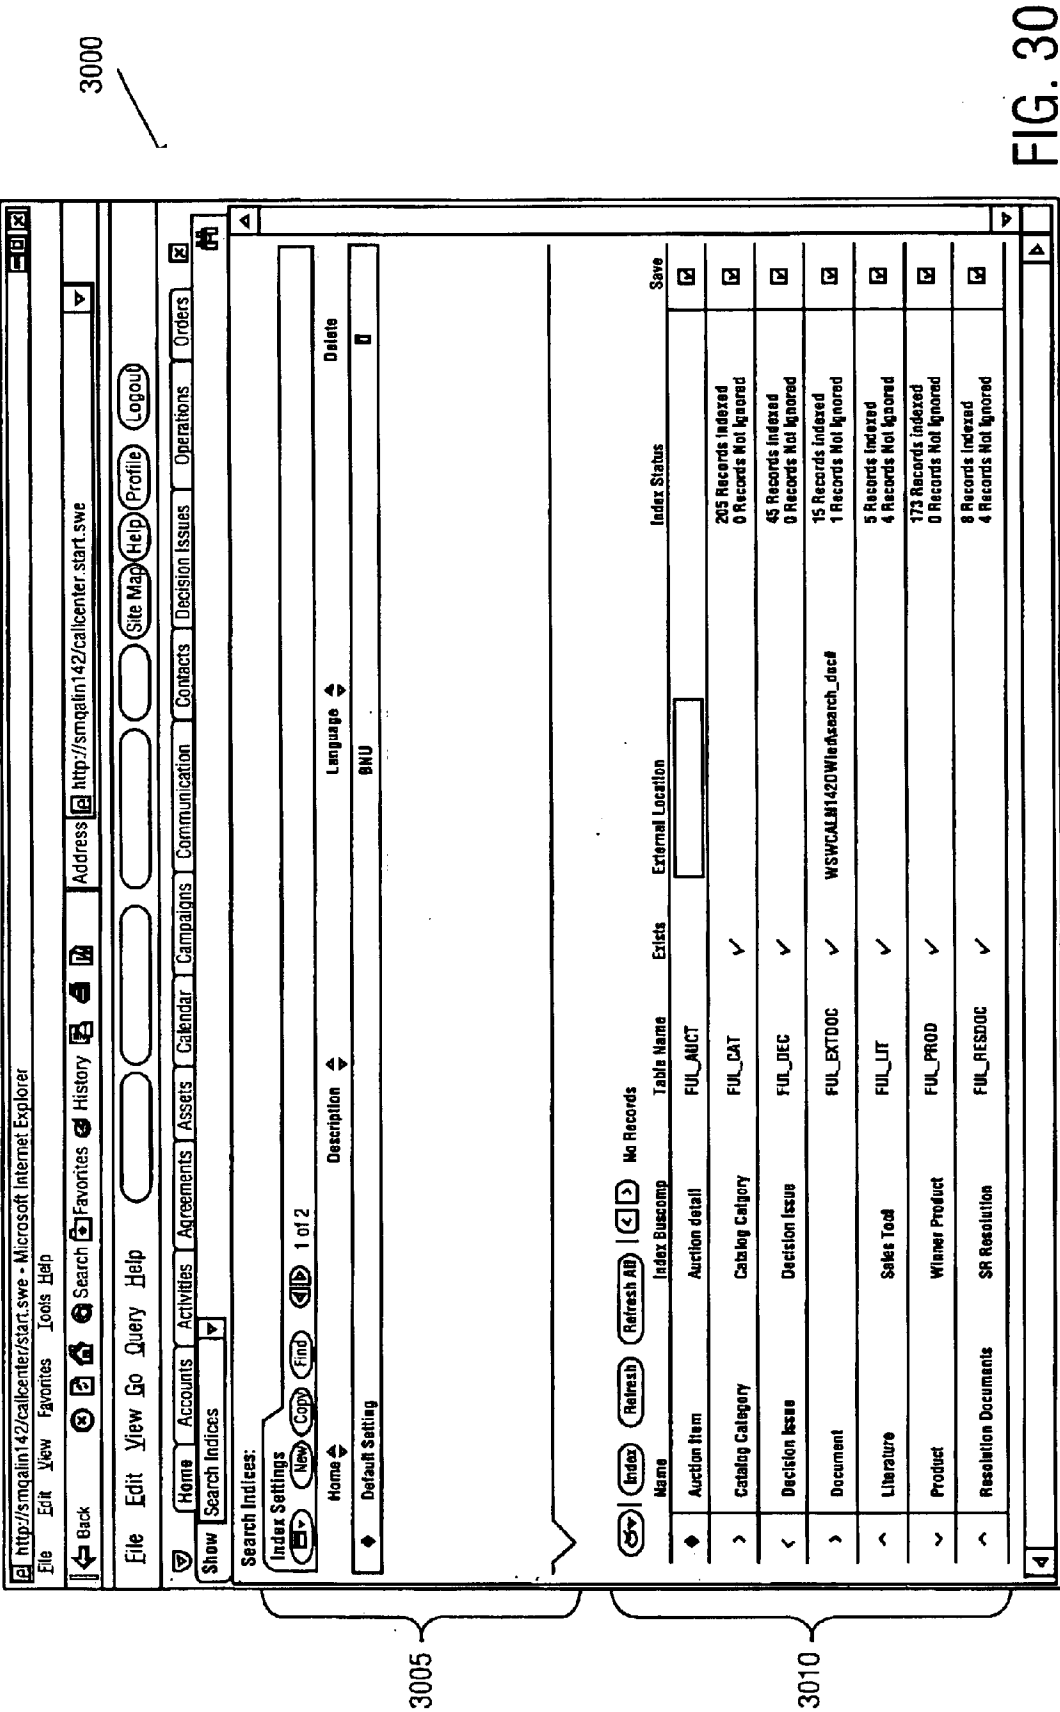 3000
http://smqalin142/callcenter/start.swe • Microsoft Internet Explorer
File Edit View Favorites Tools Help
Back Search Favorites History Address http://smqalin142/callcenter.start.swe
File Edit View Go Query Help Site Map Help Profile Logout
Home Accounts Activities Agreements Assets Calendar Campaigns Communication Contacts Decision Issues Operations Orders
Show Search Indices
Search Indices:
Index Settings
New Copy Find 1 of 2
Home Description Language Delete
Default Setting BNU
3005
Index Refresh Refresh All No Records
Name Index Buscomp Table Name Exists External Location Index Status Save
Auction Item Auction detail FUL_AUCT
Catalog Category Catalog Catgory FUL_CAT 205 Records Indexed
0 Records Not Ignored
Decision Issue Decision Issue FUL_DEC 45 Records Indexed
0 Records Not Ignored
Document FUL_EXTDOC 15 Records Indexed
1 Records Not Ignored
Literature Sales Tool FUL_LIT 5 Records Indexed
4 Records Not Ignored
Product Winner Product FUL_PROD 173 Records Indexed
0 Records Not Ignored
Resolution Documents SR Resolution FUL_RESDOC 8 Records Indexed
4 Records Not Ignored
3010
FIG. 30